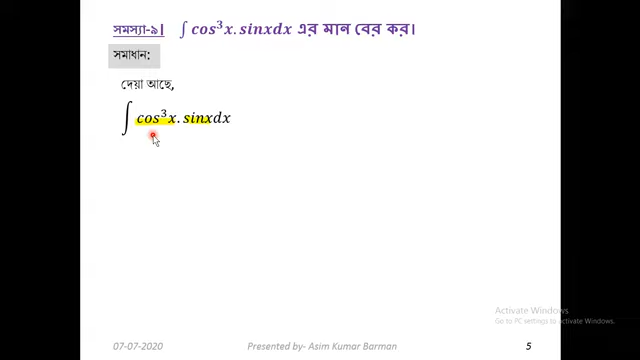 সমস্যা-৯। ∫ cos³x.sinxdx এর মান বের কর।
সমাধান:
দেয়া আছে,
∫ cos³x.sinxdx
Activate Windows
Go to PC settings to activate Windows.
07-07-2020 Presented by- Asim Kumar Barman 5